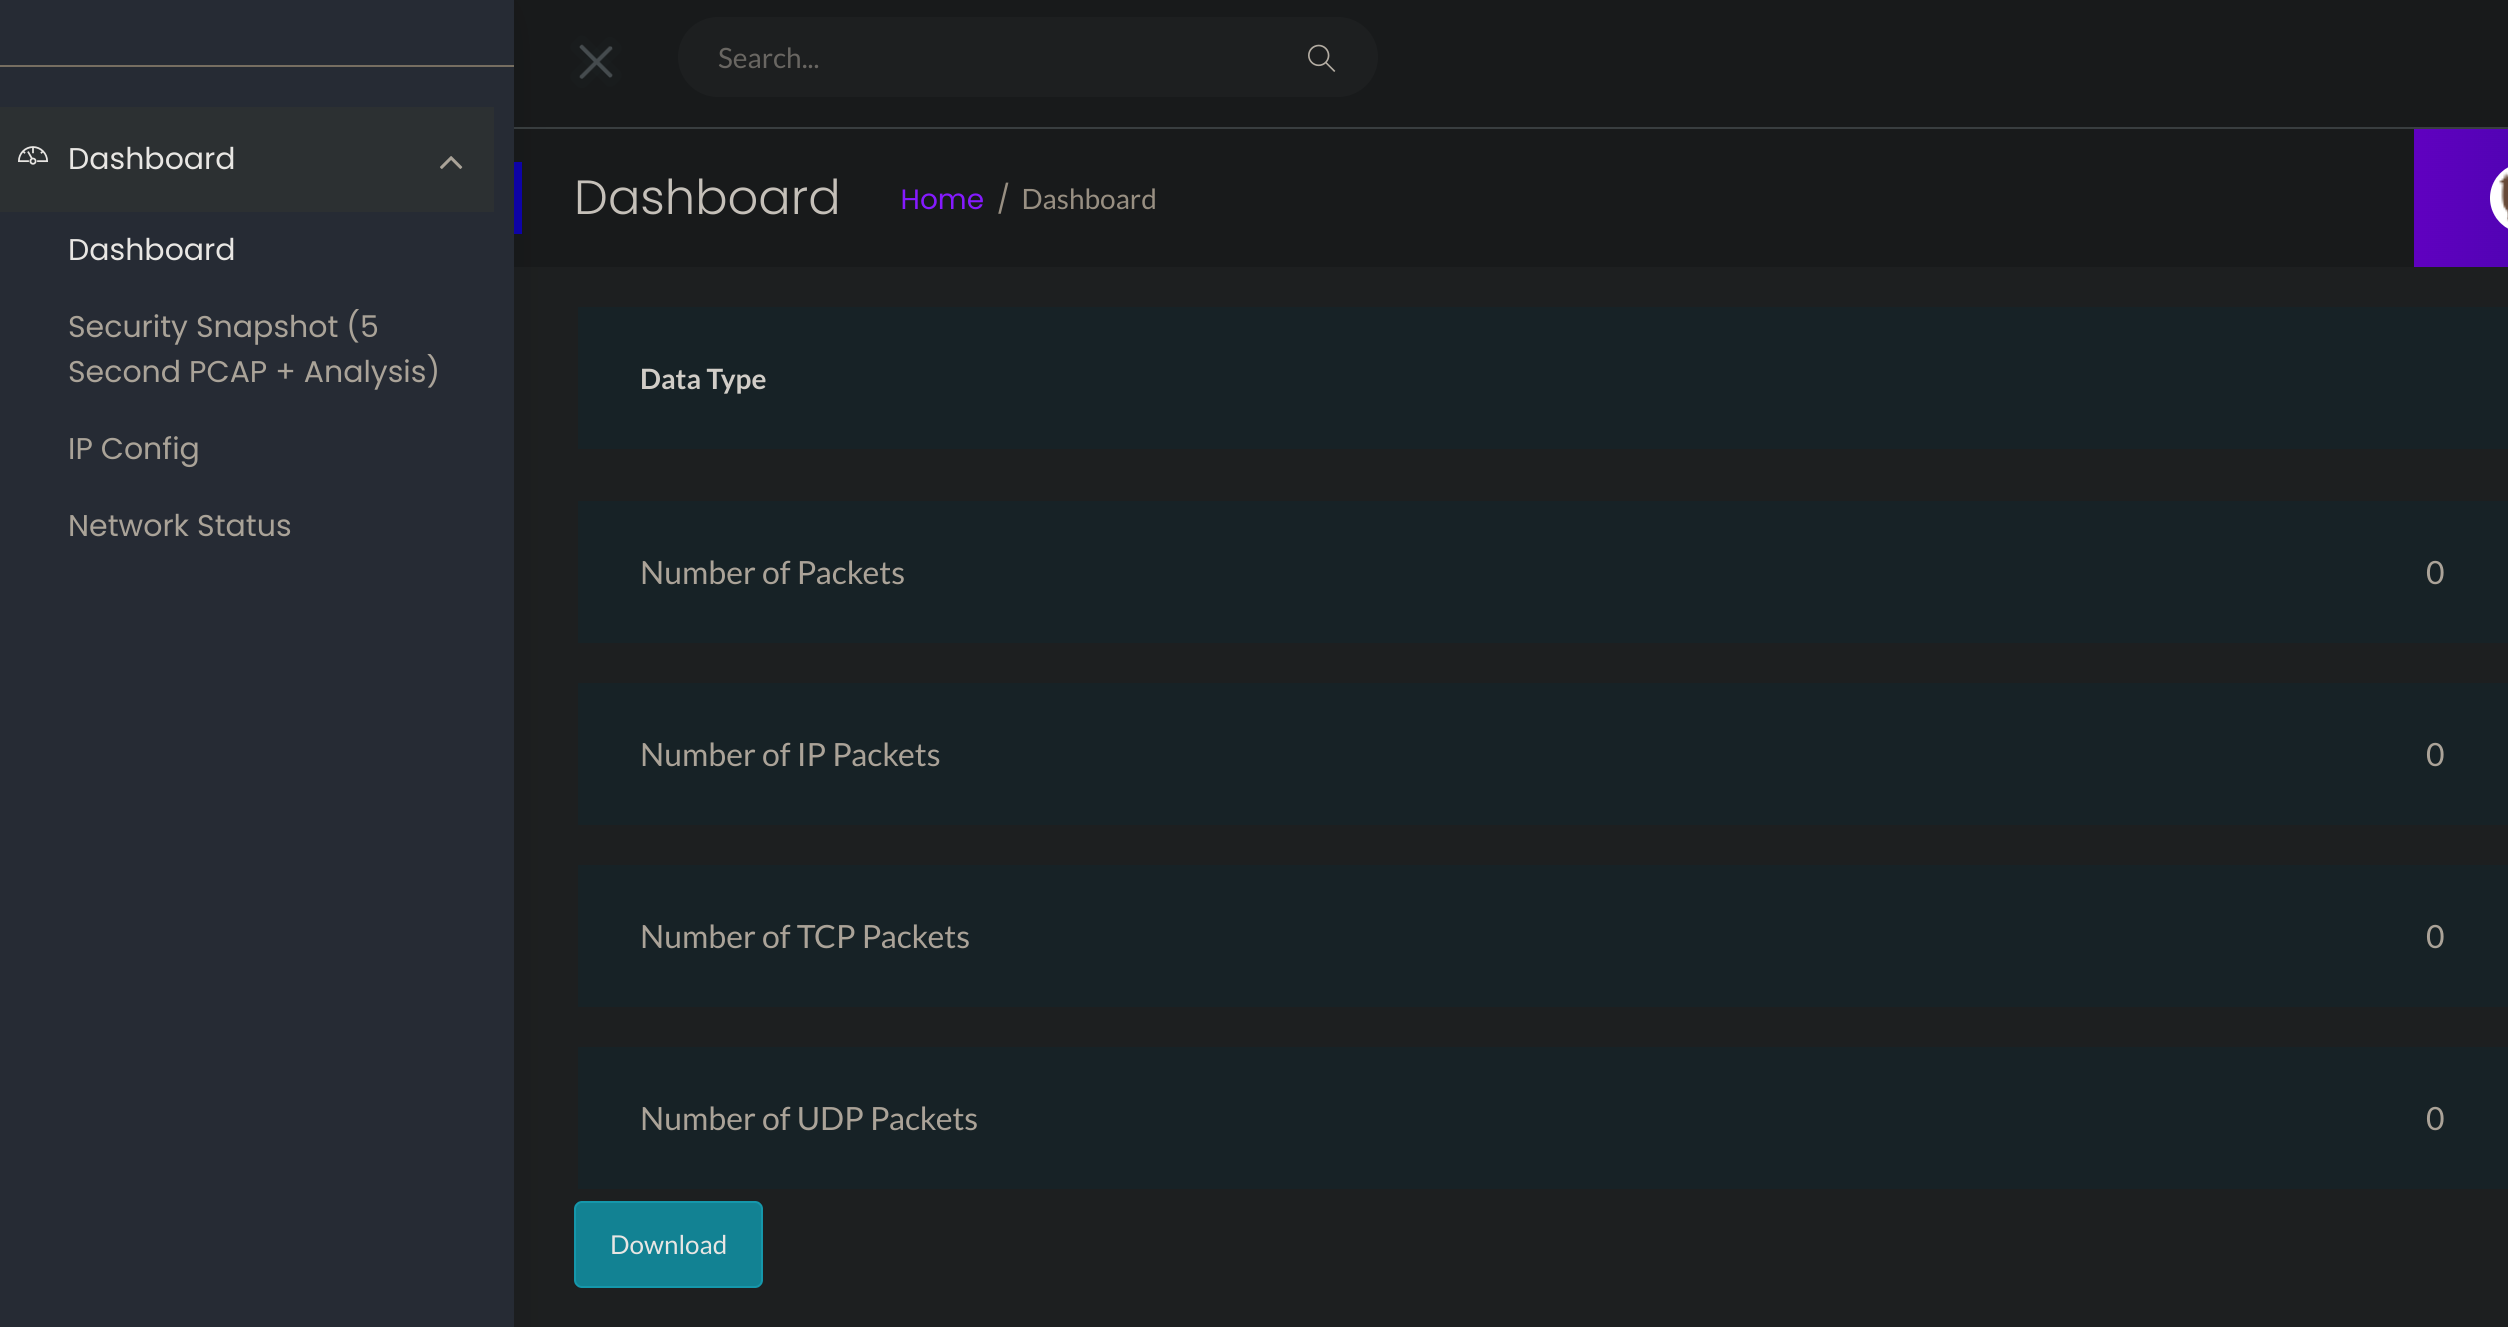 Search...
Dashboard
Dashboard
Security Snapshot (5
Second PCAP + Analysis)
IP Config
Network Status
Dashboard
Home / Dashboard
Data Type
Number of Packets 0
Number of IP Packets 0
Number of TCP Packets 0
Number of UDP Packets 0
Download